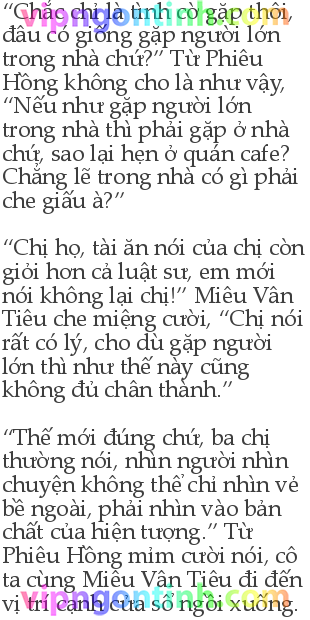 “Chắc chỉ là tình cờ gặp thôi,
đâu có giống gặp người lớn
trong nhà chứ?” Từ Phiêu
Hồng không cho là như vậy,
“Nếu như gặp người lớn
trong nhà thì phải gặp ở nhà
chứ, sao lại hẹn ở quán cafe?
Chẳng lẽ trong nhà có gì phải
che giấu à?”
“Chị họ, tài ăn nói của chị còn
giỏi hơn cả luật sư, em mới
nói không lại chị!” Miêu Vân
Tiêu che miệng cười, “Chị nói
rất có lý, cho dù gặp người
lớn thì như thế này cũng
không đủ chân thành.”
“Thế mới đúng chứ, ba chị
thường nói, nhìn người nhìn
chuyện không thể chỉ nhìn vẻ
bề ngoài, phải nhìn vào bản
chất của hiện tượng.” Từ
Phiêu Hồng mỉm cười nói, cô
ta cùng Miêu Vân Tiêu đi đến
vị trí cạnh cửa sổ ngồi xuống.
vipngontinh.com
vipngontinh.com